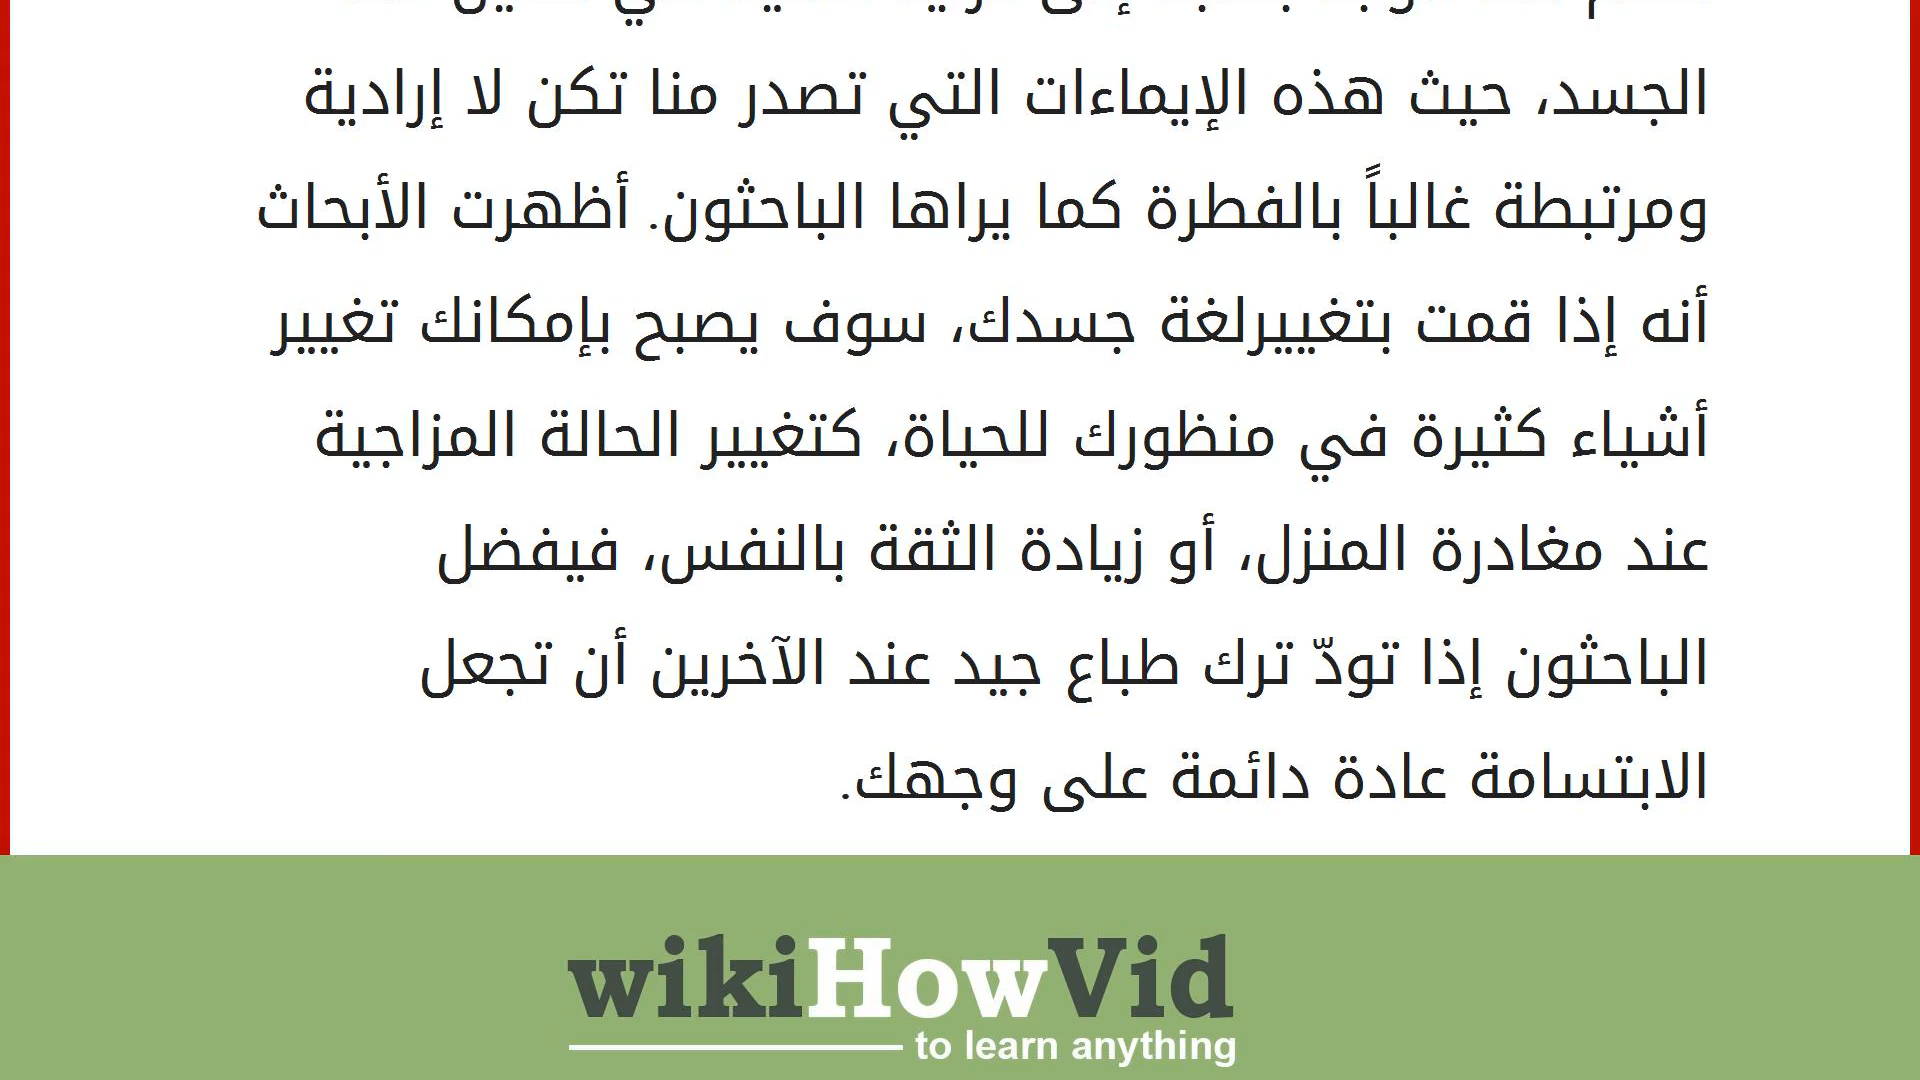 الجسد، حيث هذه الإيماءات التي تصدر منا تكن لا إرادية
ومرتبطة غالباً بالفطرة كما يراها الباحثون. أظهرت الأبحاث
أنه إذا قمت بتغييرلغة جسدك، سوف يصبح بإمكانك تغيير
أشياء كثيرة في منظورك للحياة، كتغيير الحالة المزاجية
عند مغادرة المنزل، أو زيادة الثقة بالنفس، فيفضل
الباحثون إذا تودّ ترك طباع جيد عند الآخرين أن تجعل
الابتسامة عادة دائمة على وجهك.
wikiHowVid
to learn anything